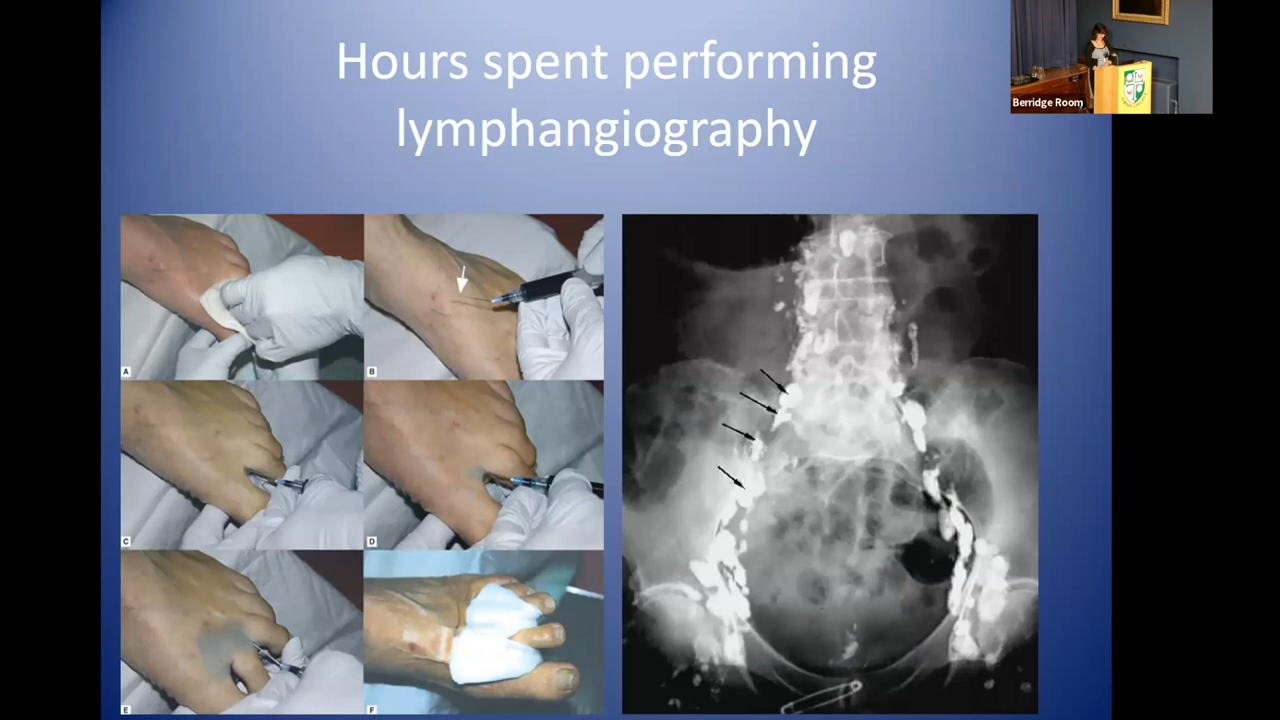 Hours spent performing
lymphangiography
Berridge Room
A
B
C
D
E
F